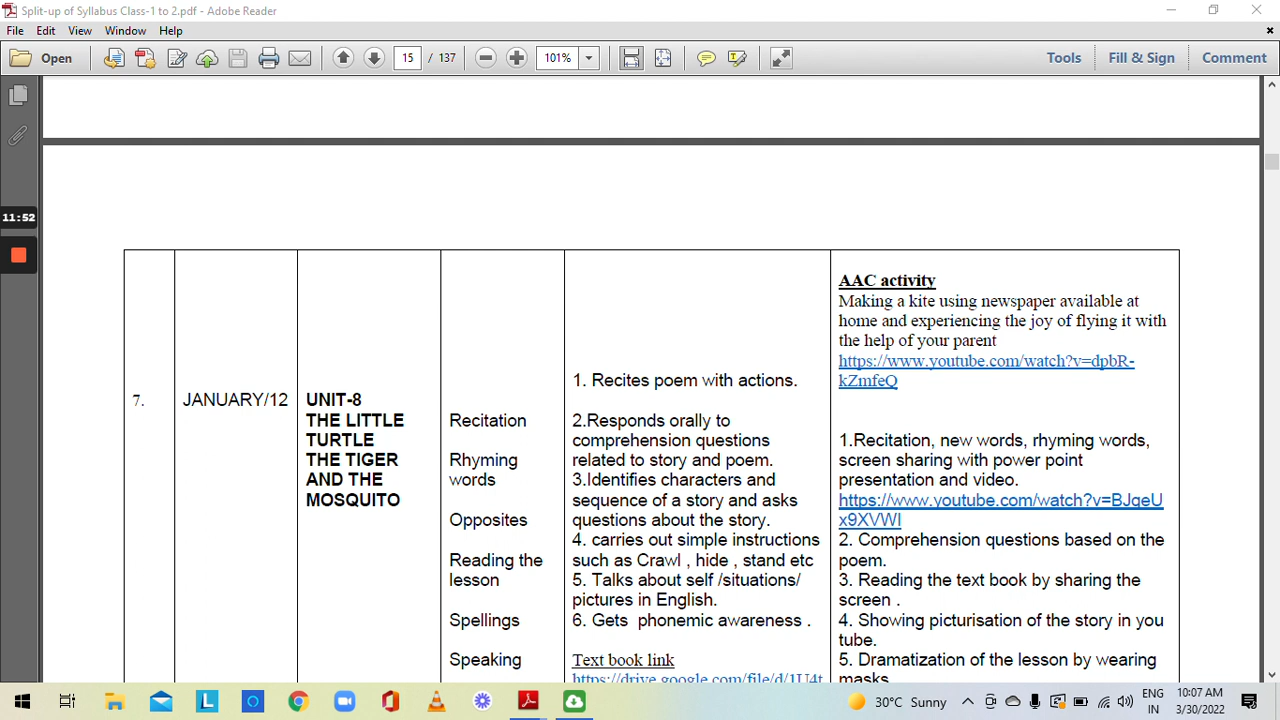 Split-up of Syllabus Class-1 to 2.pdf - Adobe Reader
File Edit View Window Help
Open 15 / 137 101% Tools Fill & Sign Comment
11:52
7.
JANUARY/12
UNIT-8
THE LITTLE
TURTLE
THE TIGER
AND THE
MOSQUITO
Recitation
Rhyming
words
Opposites
Reading the
lesson
Spellings
Speaking
1. Recites poem with actions.
2.Responds orally to
comprehension questions
related to story and poem.
3.Identifies characters and
sequence of a story and asks
questions about the story.
4. carries out simple instructions
such as Crawl , hide , stand etc
5. Talks about self /situations/
pictures in English.
6. Gets phonemic awareness .
Text book link
https://drive.google.com/file/d/1U4t
AAC activity
Making a kite using newspaper available at
home and experiencing the joy of flying it with
the help of your parent
https://www.youtube.com/watch?v=dpbR-
kZmfeQ
1.Recitation, new words, rhyming words,
screen sharing with power point
presentation and video.
https://www.youtube.com/watch?v=BJqeU
x9XVWI
2. Comprehension questions based on the
poem.
3. Reading the text book by sharing the
screen .
4. Showing picturisation of the story in you
tube.
5. Dramatization of the lesson by wearing
masks
30°C Sunny
ENG
IN
10:07 AM
3/30/2022